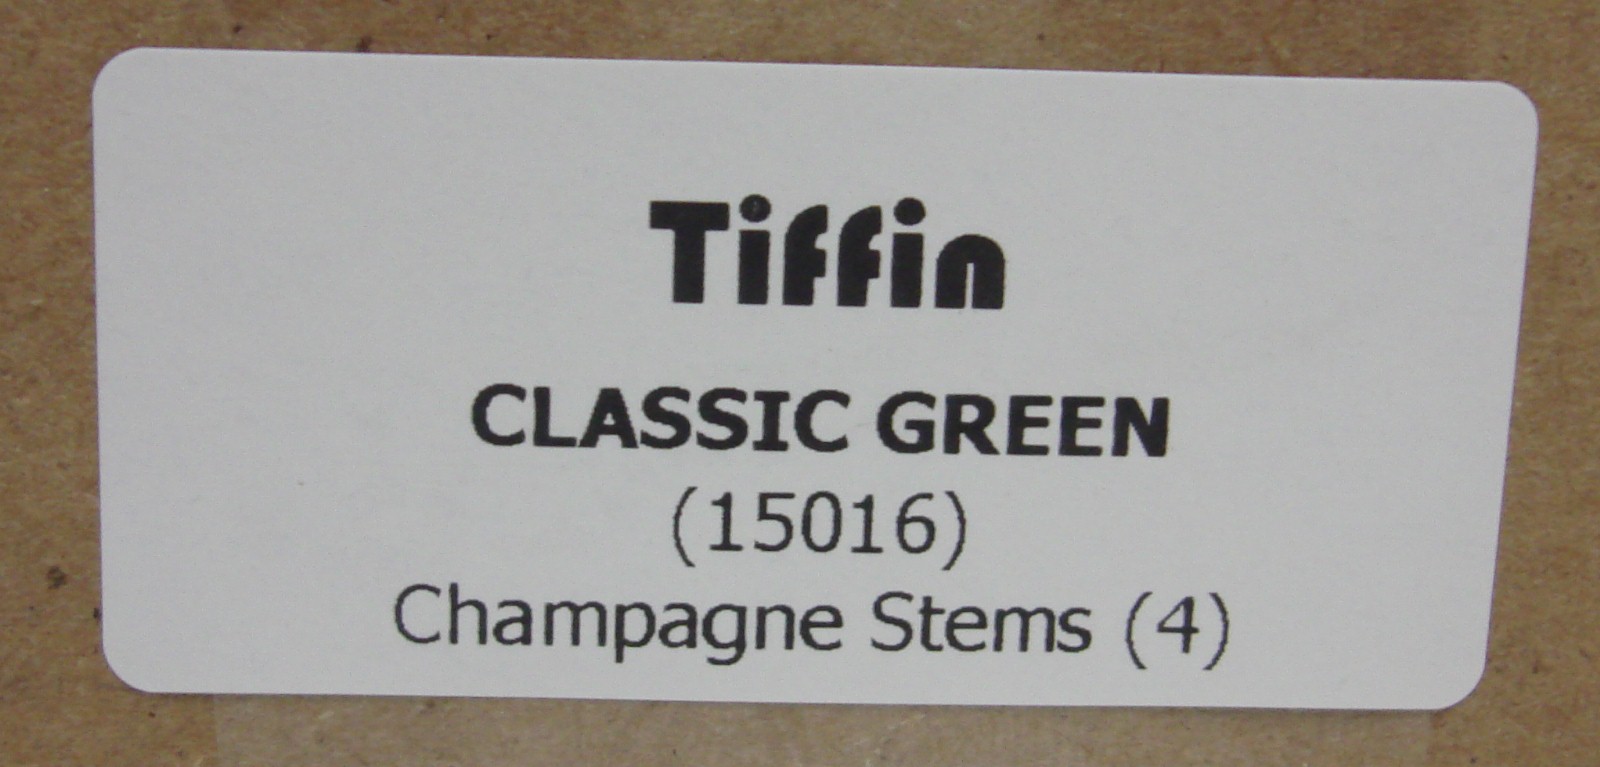 Tiffin
CLASSIC GREEN
(15016)
Champagne Stems (4)